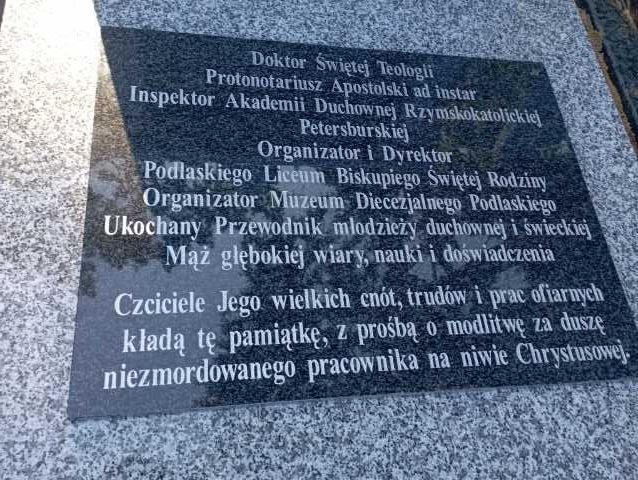 Doktor Świętej Teologii
Protonotariusz Apostolski ad instar
Inspektor Akademii Duchownej Rzymskokatolickiej
Petersburskiej
Organizator i Dyrektor
Podlaskiego Liceum Biskupiego Świętej Rodziny
Organizator Muzeum Diecezjalnego Podlaskiego
Ukochany Przewodnik młodzieży duchownej i świeckiej
Mąż głębokiej wiary, nauki i doświadczenia
Czciciele Jego wielkich cnót, trudów i prac ofiarnych
kładą tę pamiątkę, z prośbą o modlitwę za duszę
niezmordowanego pracownika na niwie Chrystusowej.